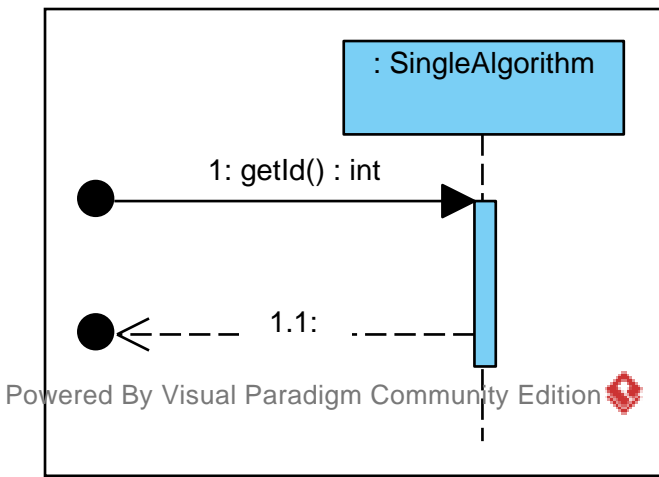 : SingleAlgorithm
1: getId() : int
1.1:
Powered By Visual Paradigm Community Edition